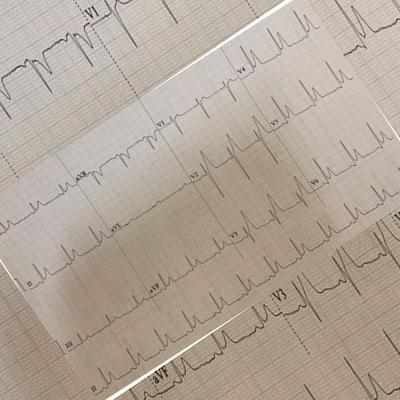 V1
aVR V1 V4
II aVL V2 V5
III aVF V3 V6
II
aVF V3